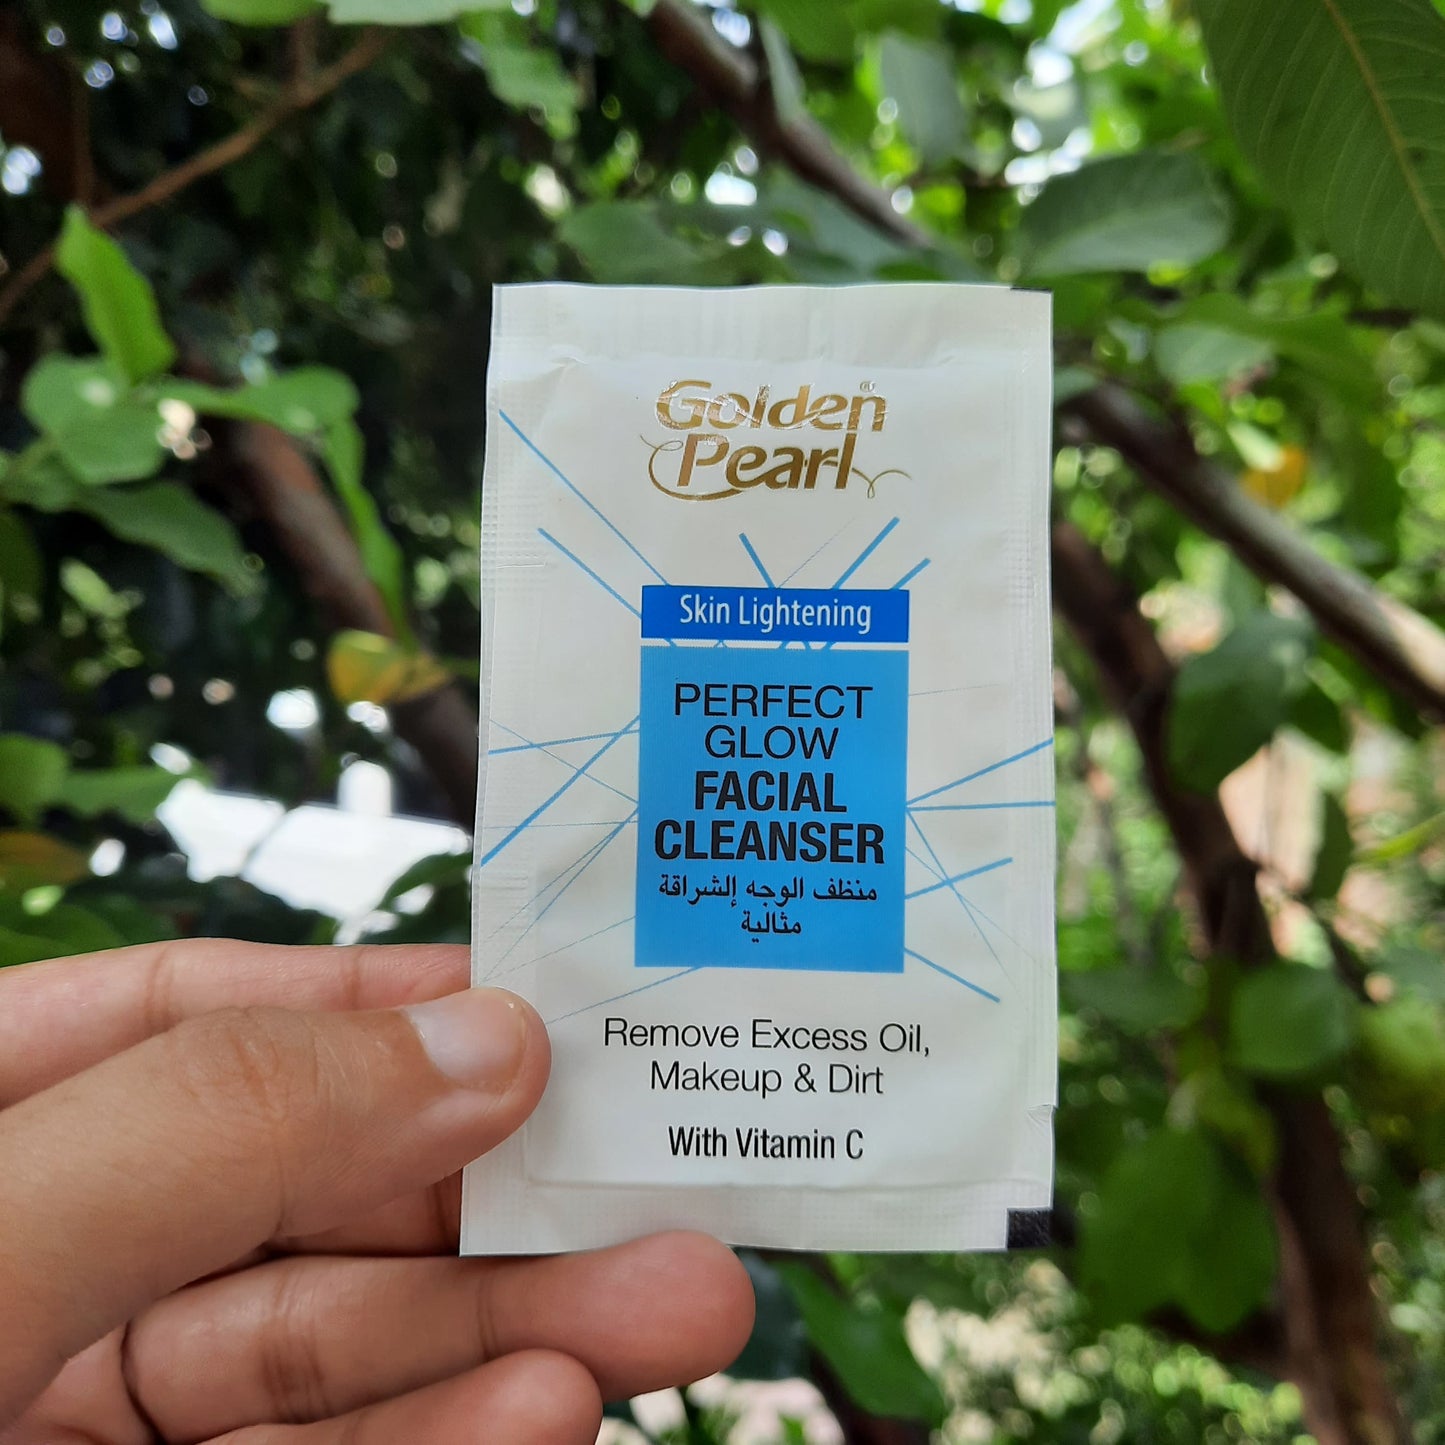 Golden®
Pearl
Skin Lightening
PERFECT
GLOW
FACIAL
CLEANSER
منظف الوجه إلشراقة
مثالية
Remove Excess Oil,
Makeup & Dirt
With Vitamin C